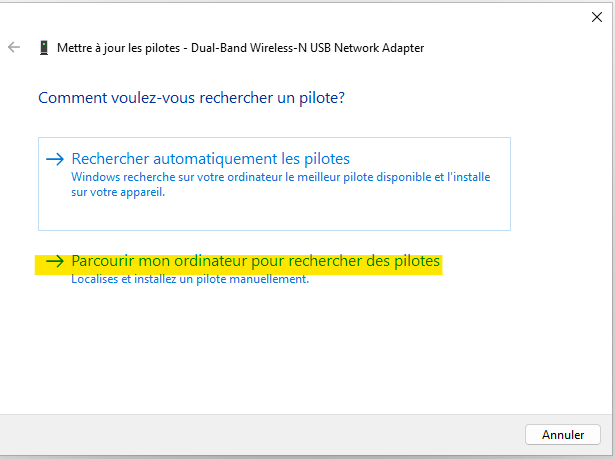 Mettre à jour les pilotes - Dual-Band Wireless-N USB Network Adapter
Comment voulez-vous rechercher un pilote?
Rechercher automatiquement les pilotes
Windows recherche sur votre ordinateur le meilleur pilote disponible et l'installe
sur votre appareil.
Parcourir mon ordinateur pour rechercher des pilotes
Localises et installez un pilote manuellement.
Annuler